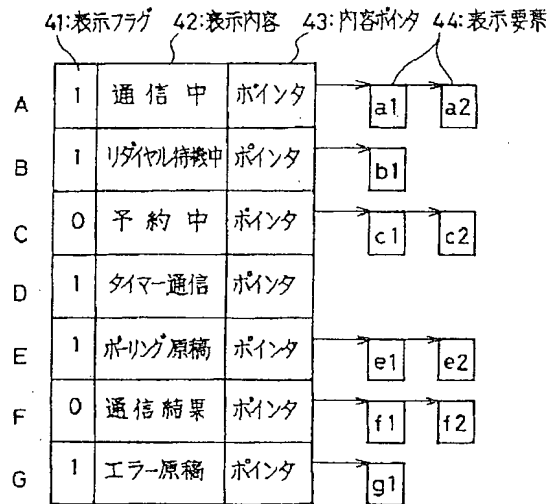 41:表示フラグ 42:表示内容 43:内容ポインタ 44:表示要素
A 1 通信中 ポインタ a1 a2
B 1 リダイヤル待機中 ポインタ b1
C 0 予約中 ポインタ c1 c2
D 1 タイマー通信 ポインタ
E 1 ポーリング原稿 ポインタ e1 e2
F 0 通信結果 ポインタ f1 f2
G 1 エラー原稿 ポインタ g1